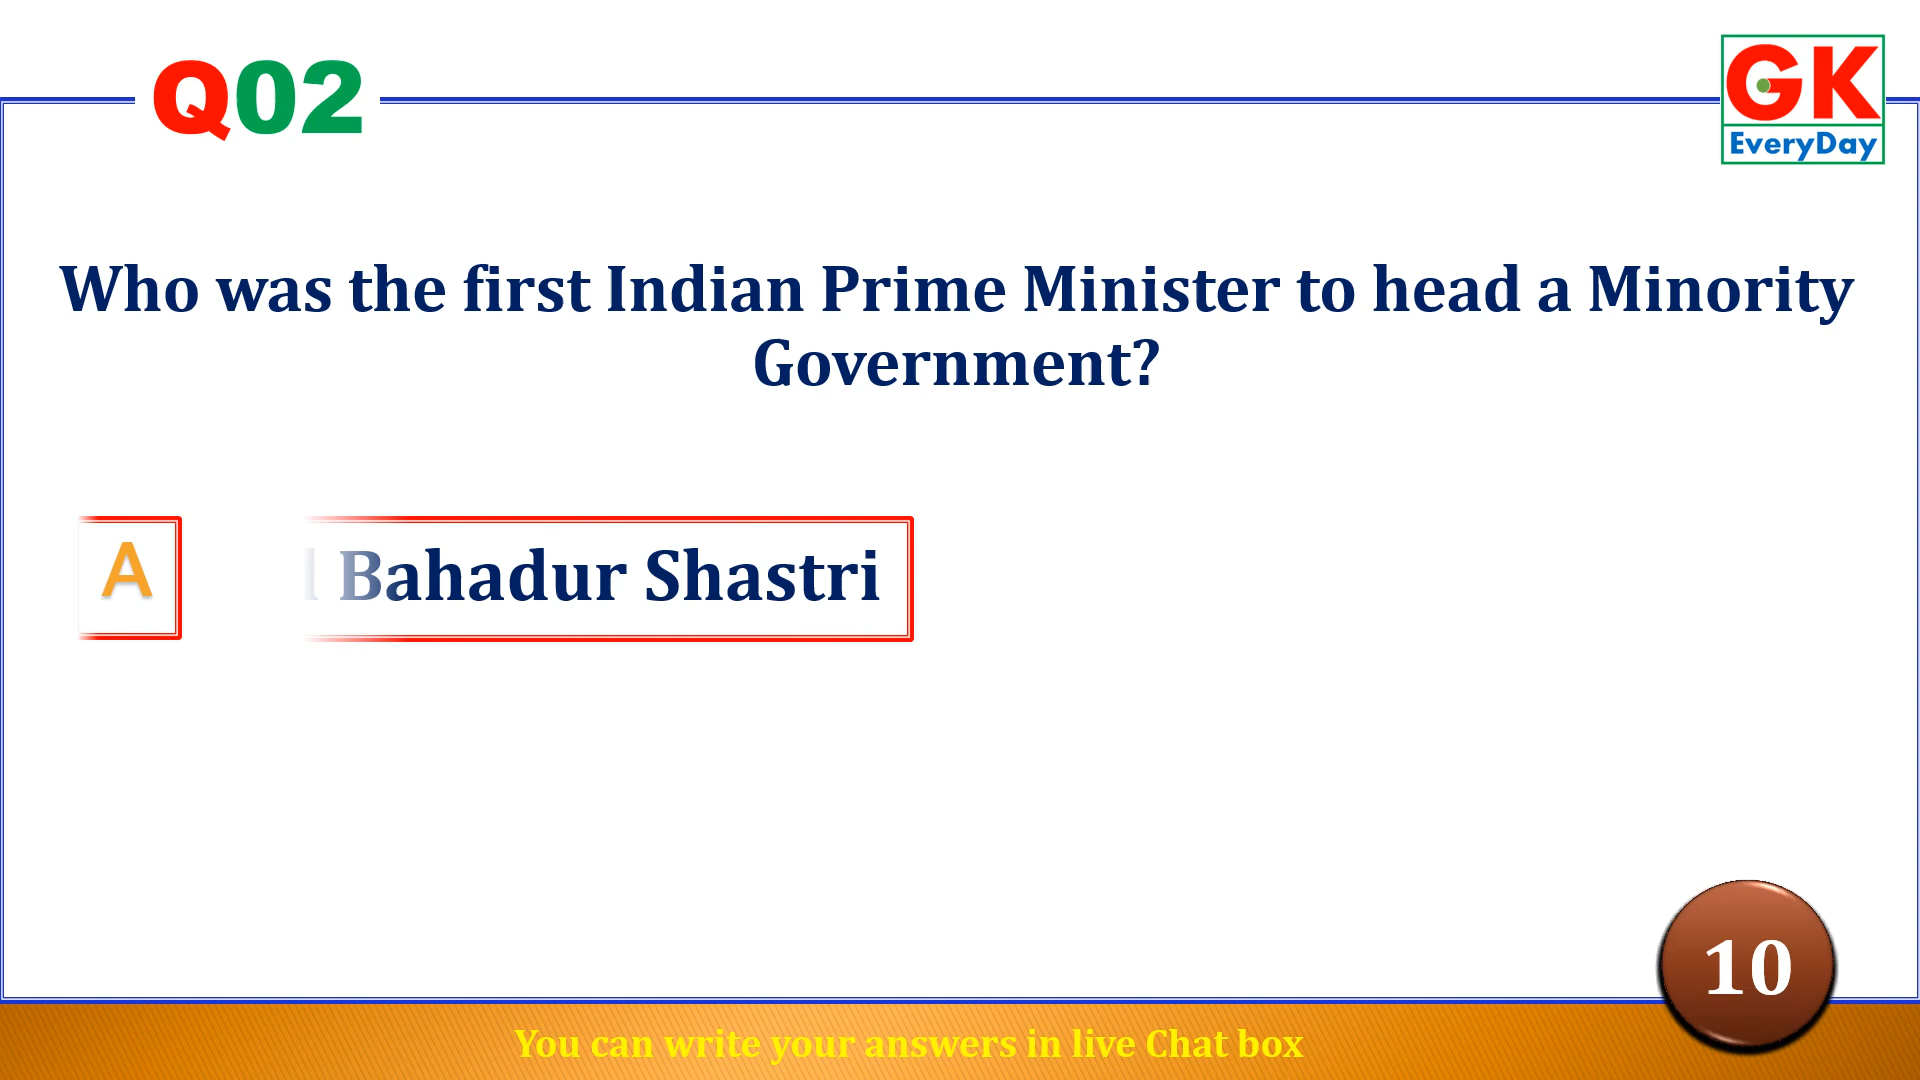 Q02
GK
EveryDay
Who was the first Indian Prime Minister to head a Minority
Government?
A
Bahadur Shastri
10
You can write your answers in live Chat box